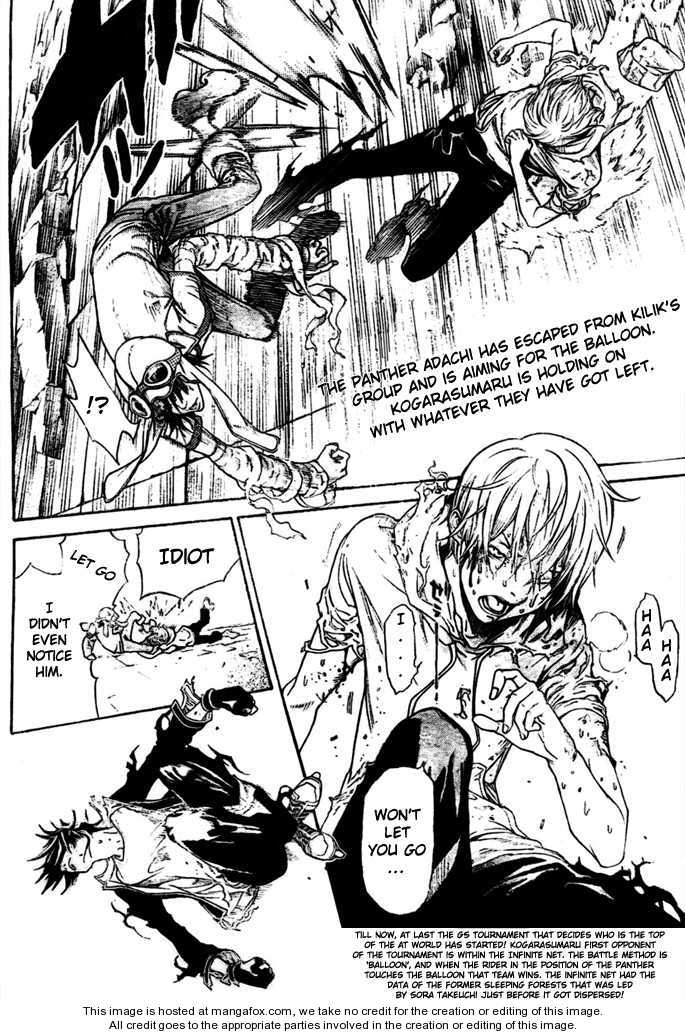 !?
THE PANTHER ADACHI HAS ESCAPED FROM KILIK'S
GROUP AND IS AIMING FOR THE BALLOON.
KOGARASUMARU IS HOLDING ON
WITH WHATEVER THEY HAVE GOT LEFT.
HAA
HAA
I
...
WON'T
LET
YOU GO
...
IDIOT
LET GO
I
DIDN'T
EVEN
NOTICE
HIM.
TILL NOW, AT LAST THE GS TOURNAMENT THAT DECIDES WHO IS THE TOP
OF THE AT WORLD HAS STARTED! KOGARASUMARU FIRST OPPONENT
OF THE TOURNAMENT IS WITHIN THE INFINITE NET. THE BATTLE METHOD IS
'BALLOON', AND WHEN THE RIDER IN THE POSITION OF THE PANTHER
TOUCHES THE BALLOON THAT TEAM WINS. THE INFINITE NET HAD THE
DATA OF THE FORMER SLEEPING FORESTS THAT WAS LED
BY SORA TAKEUCHI JUST BEFORE IT GOT DISPERSED!
This image is hosted at mangafox.com, we take no credit for the creation or editing of this image.
All credit goes to the appropriate parties involved in the creation or editing of this image.